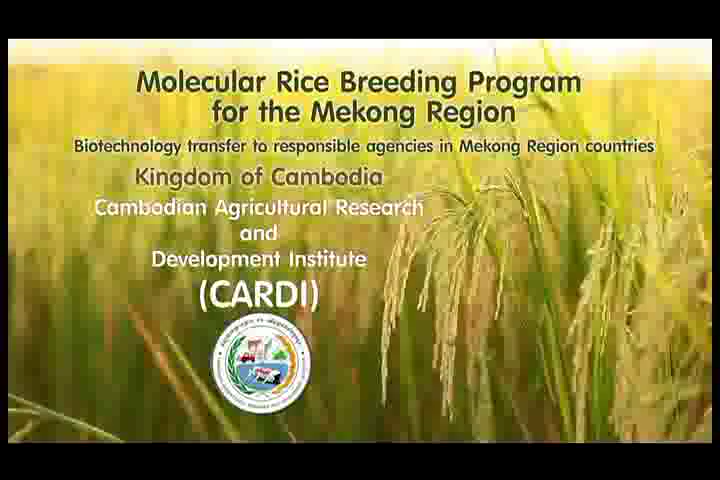 Molecular Rice Breeding Program
for the Mekong Region
Biotechnology transfer to responsible agencies in Mekong Region countries
Kingdom of Cambodia
Cambodian Agricultural Research
and
Development Institute
(CARDI)